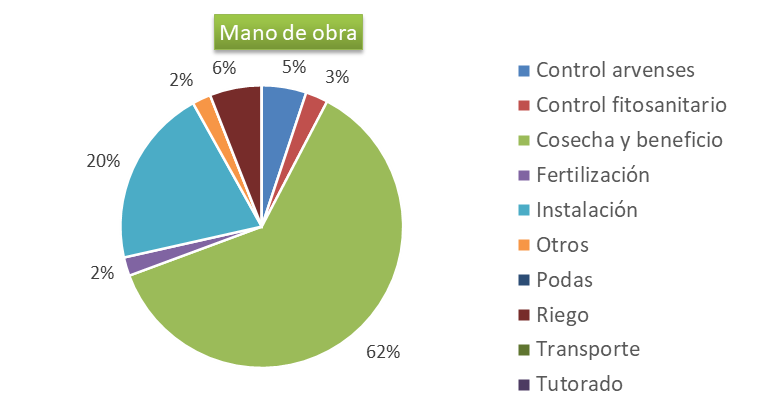 Mano de obra
5%
3%
62%
2%
20%
2%
6%
Control arvenses
Control fitosanitario
Cosecha y beneficio
Fertilización
Instalación
Otros
Podas
Riego
Transporte
Tutorado